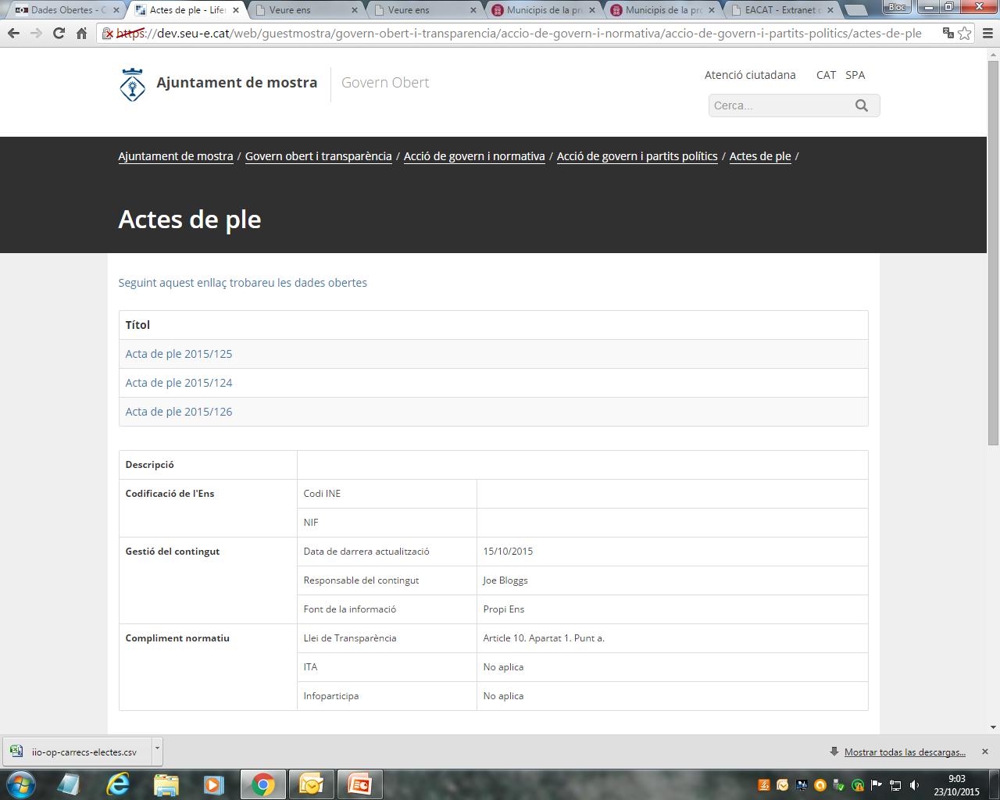 Dades Obertes - C
Actes de ple - Lifer
Veure ens
Veure ens
Municipis de la pro
Municipis de la pro
EACAT - Extranet d
Bloc
https://dev.seu-e.cat/web/guestmostra/govern-obert-i-transparencia/accio-de-govern-i-normativa/accio-de-govern-i-partits-politics/actes-de-ple
Ajuntament de mostra
Govern Obert
Atenció ciutadana
CAT
SPA
Cerca...
Ajuntament de mostra / Govern obert i transparència / Acció de govern i normativa / Acció de govern i partits polítics / Actes de ple /
Actes de ple
Seguint aquest enllaç trobareu les dades obertes
Títol
Acta de ple 2015/125
Acta de ple 2015/124
Acta de ple 2015/126
Descripció
Codificació de l'Ens
Codi INE
NIF
Gestió del contingut
Data de darrera actualització
15/10/2015
Responsable del contingut
Joe Bloggs
Font de la informació
Propi Ens
Compliment normatiu
Llei de Transparència
Article 10. Apartat 1. Punt a.
ITA
No aplica
Infoparticipa
No aplica
iio-op-carrecs-electes.csv
Mostrar todas las descargas...
9:03
23/10/2015